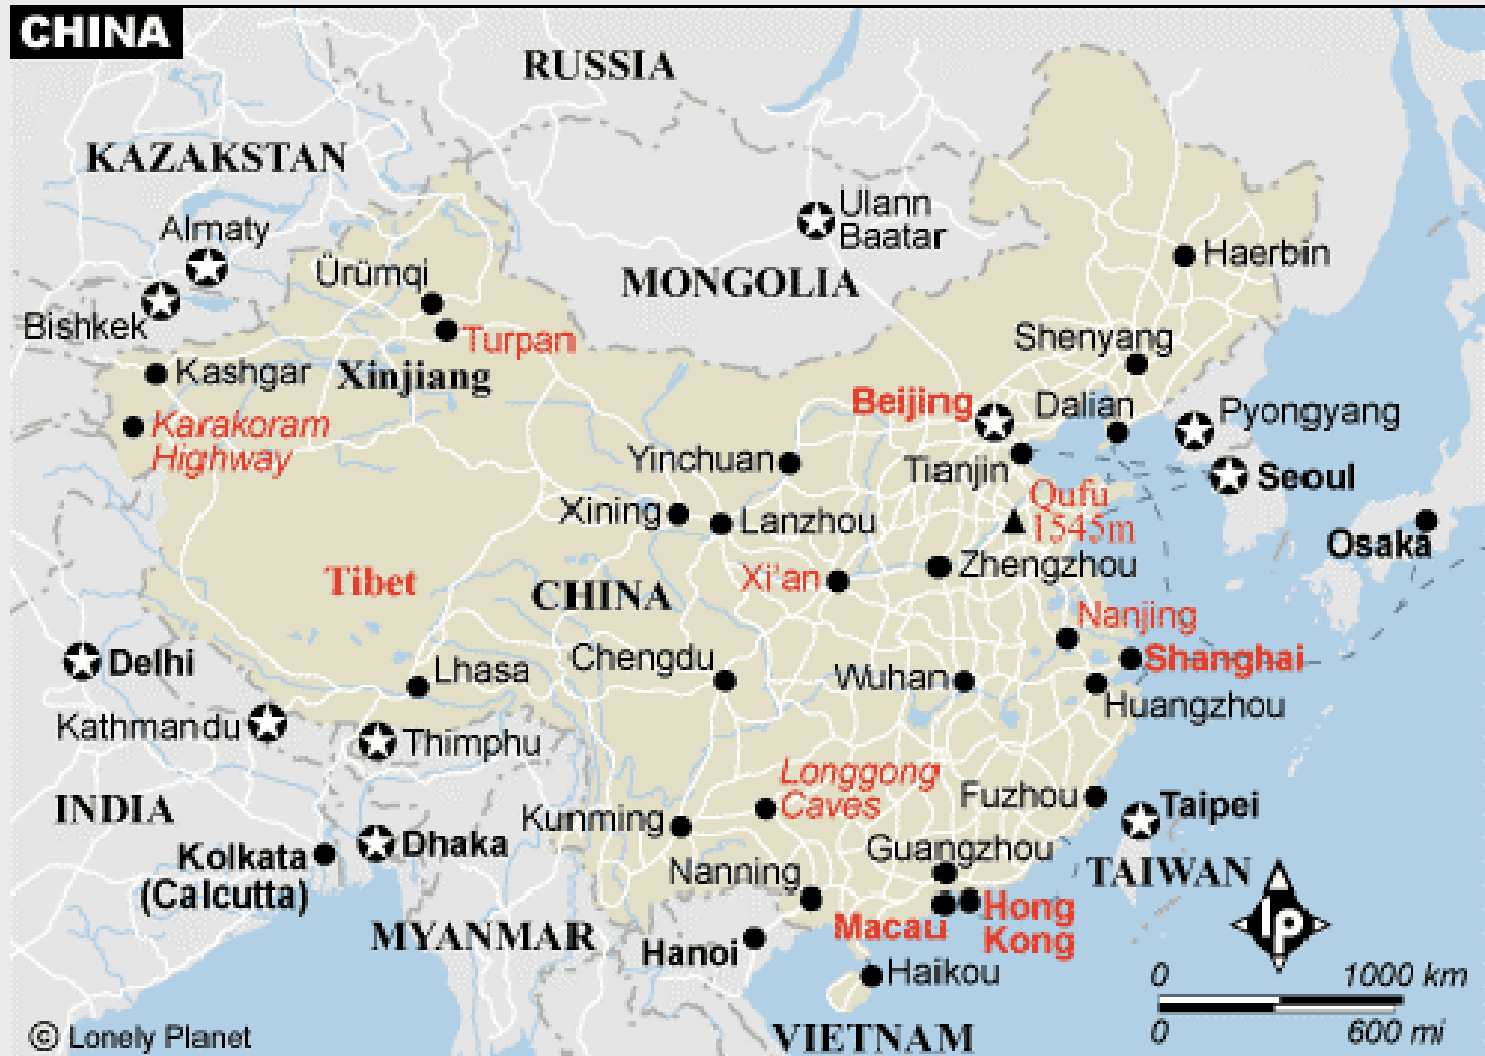 CHINA
RUSSIA
KAZAKSTAN
Almaty
Ulann
Baatar
Haerbin
Ürümqi
MONGOLIA
Bishkek
Turpan
Shenyang
Kashgar
Xinjiang
Beijing
Dalian
Pyongyang
Karakoram
Highway
Yinchuan
Tianjin
Seoul
Xining
Lanzhou
Qufu
1545m
Osaka
Tibet
CHINA
Xi'an
Zhengzhou
Nanjing
Delhi
Lhasa
Chengdu
Wuhan
Shanghai
Huangzhou
Kathmandu
Thimphu
Longgong
Caves
INDIA
Kunming
Fuzhou
Taipei
Kolkata
(Calcutta)
Dhaka
Guangzhou
TAIWAN
Nanning
MYANMAR
Hanoi
Macau
Hong
Kong
lp
Haikou
0 1000 km
0 600 mi
© Lonely Planet
VIETNAM